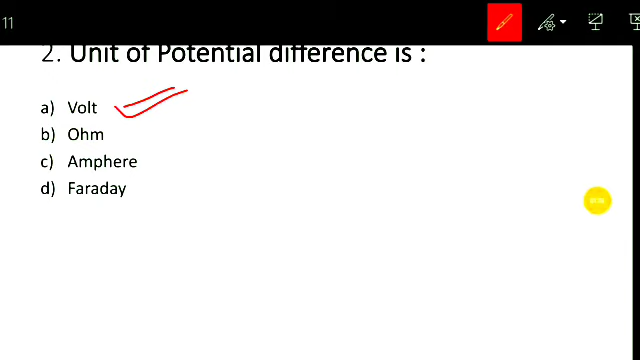 11
2. Unit of Potential difference is :
a) Volt
b) Ohm
c) Amphere
d) Faraday